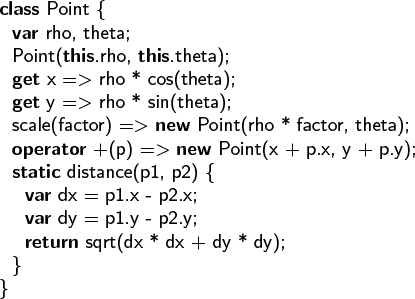 class Point {
var rho, theta;
Point(this.rho, this.theta);
get x => rho * cos(theta);
get y => rho * sin(theta);
scale(factor) => new Point(rho * factor, theta);
operator +(p) => new Point(x + p.x, y + p.y);
static distance(p1, p2) {
var dx = p1.x - p2.x;
var dy = p1.y - p2.y;
return sqrt(dx * dx + dy * dy);
}
}